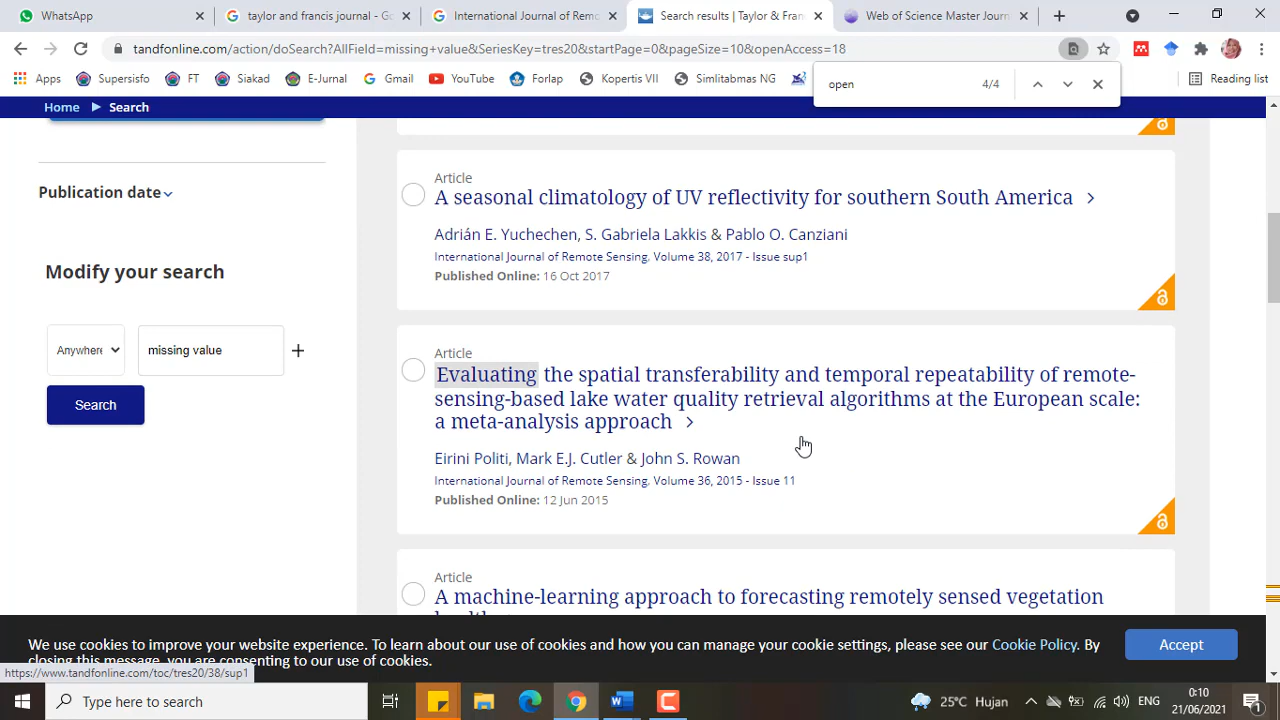 WhatsApp
taylor and francis journal - Go
International Journal of Remo
Search results | Taylor & Fran
Web of Science Master Journ
tandfonline.com/action/doSearch?AllField=missing+value&SeriesKey=tres20&startPage=0&pageSize=10&openAccess=18
Apps
Supersisfo
FT
Siakad
E-Jurnal
Gmail
YouTube
Forlap
Kopertis VII
Simlitabmas NG
Reading list
open
4/4
Home
Search
Publication date
Modify your search
Anywhere
missing value
+
Search
Article
A seasonal climatology of UV reflectivity for southern South America >
Adrián E. Yuchechen, S. Gabriela Lakkis & Pablo O. Canziani
International Journal of Remote Sensing, Volume 38, 2017 - Issue sup1
Published Online: 16 Oct 2017
Article
Evaluating the spatial transferability and temporal repeatability of remote-
sensing-based lake water quality retrieval algorithms at the European scale:
a meta-analysis approach >
Eirini Politi, Mark E.J. Cutler & John S. Rowan
International Journal of Remote Sensing, Volume 36, 2015 - Issue 11
Published Online: 12 Jun 2015
Article
A machine-learning approach to forecasting remotely sensed vegetation
We use cookies to improve your website experience. To learn about our use of cookies and how you can manage your cookie settings, please see our Cookie Policy. By
closing this message, you are consenting to our use of cookies.
Accept
https://www.tandfonline.com/toc/tres20/38/sup1
Type here to search
25°C Hujan
ENG
0:10
21/06/2021
1